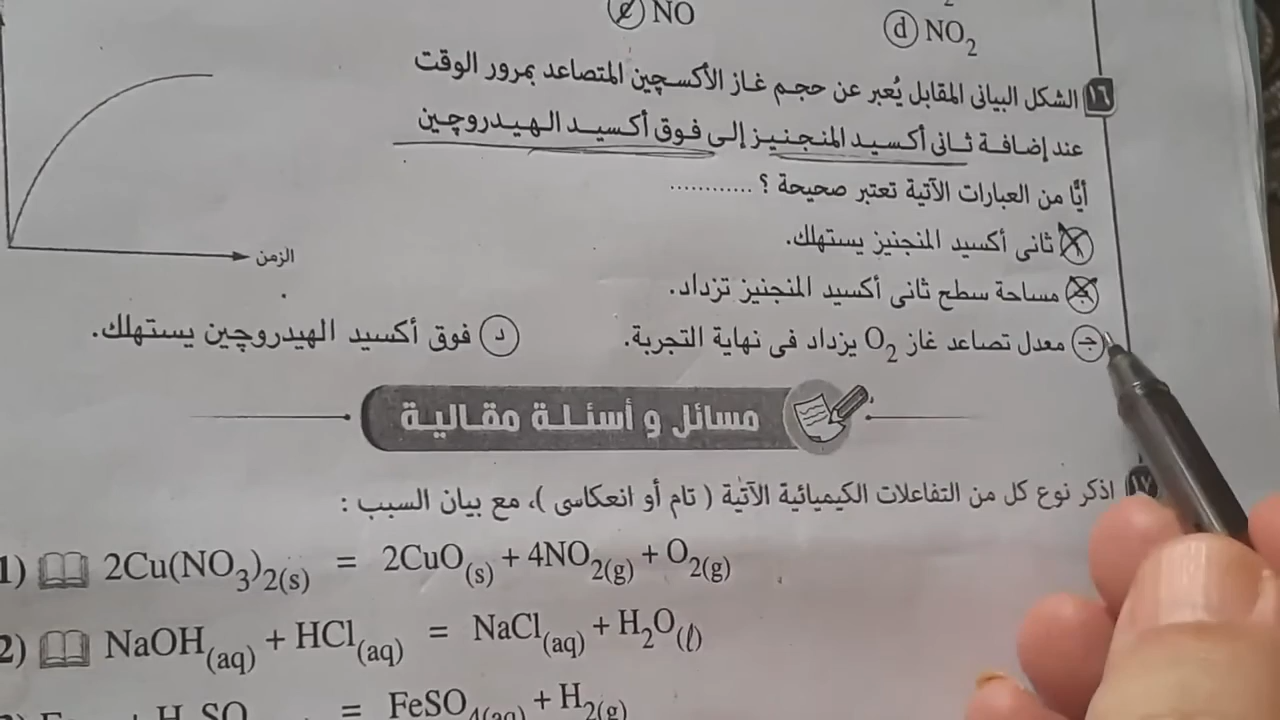 ⓒ NO
ⓓ NO₂
١٦ الشكل البيانى المقابل يُعبر عن حجم غاز الأكسچين المتصاعد بمرور الوقت
عند إضافة ثانى أكسيد المنجنيز إلى فوق أكسيد الهيدروچين
أيًّا من العبارات الآتية تعتبر صحيحة ؟ ............
ثانى أكسيد المنجنيز يستهلك.
مساحة سطح ثانى أكسيد المنجنيز تزداد.
ج معدل تصاعد غاز O₂ يزداد فى نهاية التجربة.
د فوق أكسيد الهيدروچين يستهلك.
الزمن
مسائل و أسئلة مقالية
١٧ اذكر نوع كل من التفاعلات الكيميائية الآتية ( تام أو انعكاسى )، مع بيان السبب :
1) 2Cu(NO₃)₂(s) = 2CuO(s) + 4NO₂(g) + O₂(g)
2) NaOH(aq) + HCl(aq) = NaCl(aq) + H₂O(ℓ)
= FeSO₄(aq) + H₂(g)